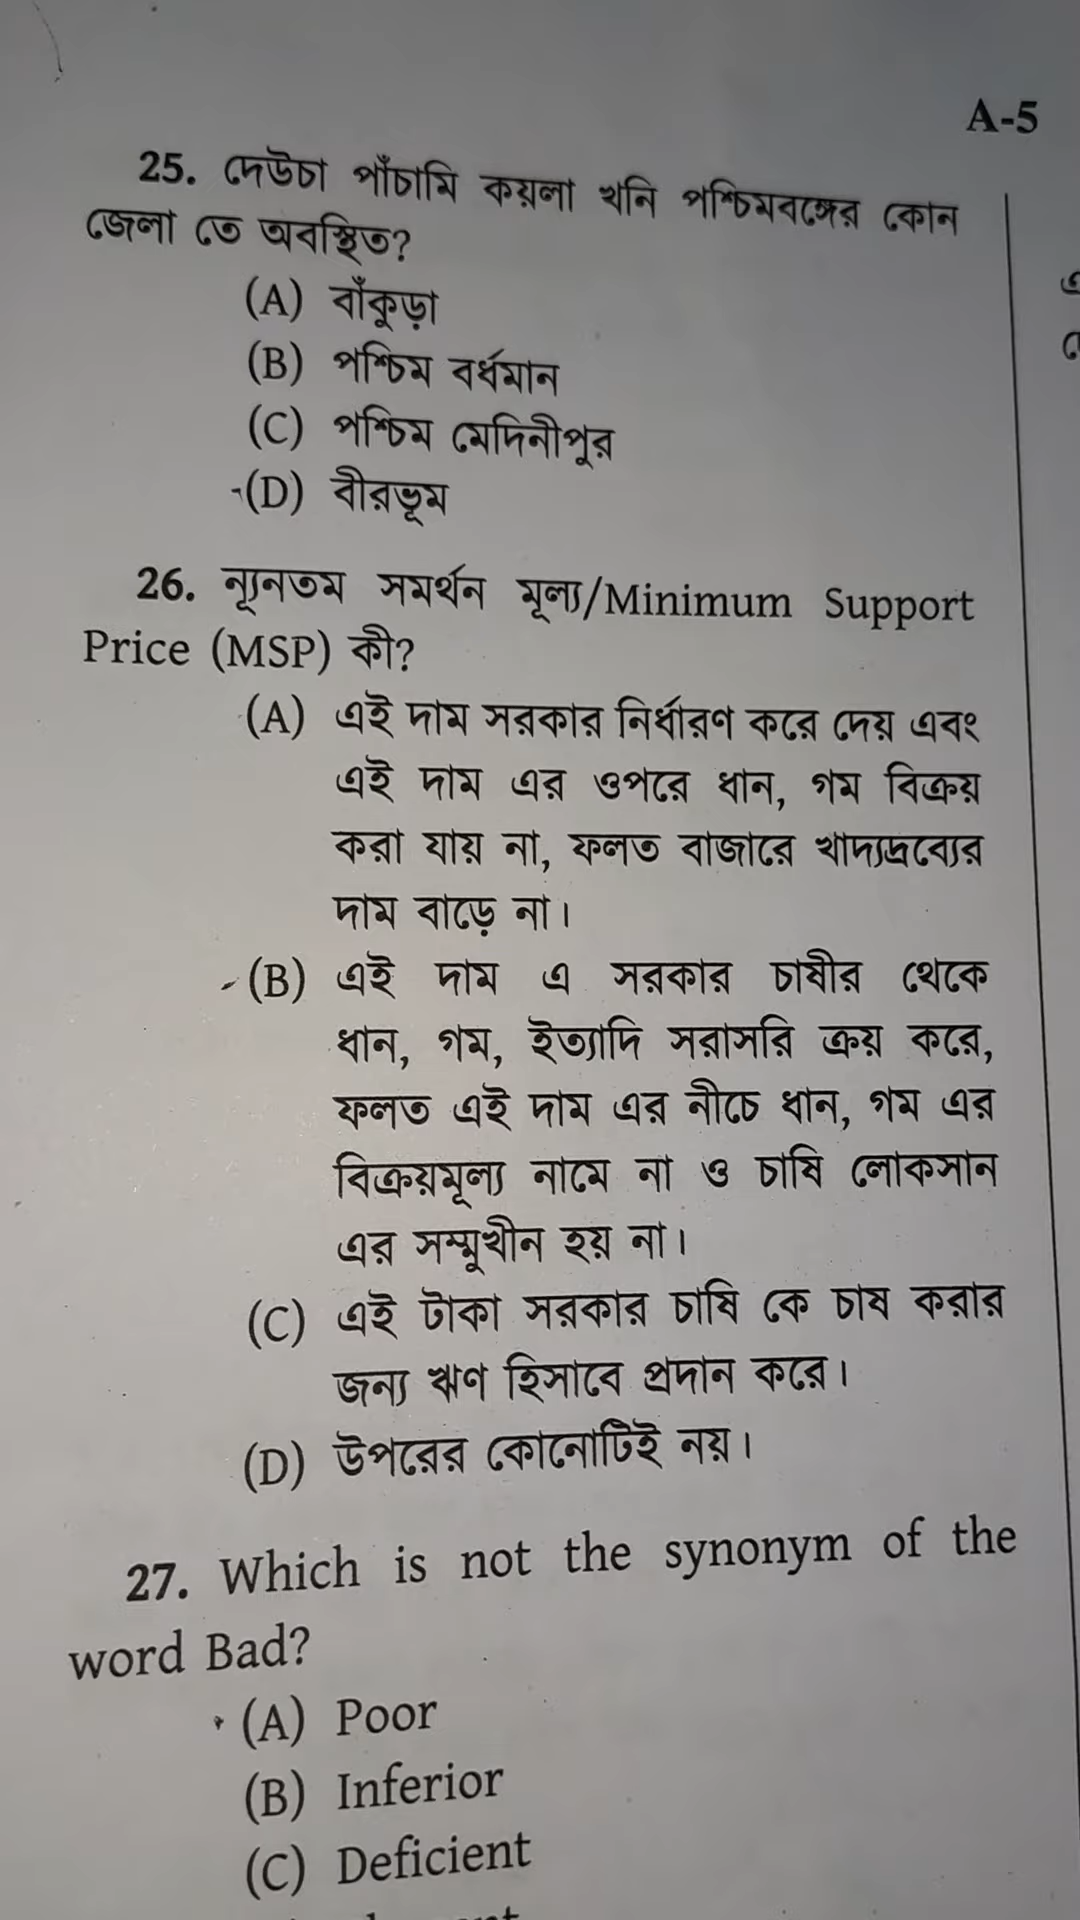 A-5
25. দেউচা পাঁচামি কয়লা খনি পশ্চিমবঙ্গের কোন
জেলা তে অবস্থিত?
(A) বাঁকুড়া
(B) পশ্চিম বর্ধমান
(C) পশ্চিম মেদিনীপুর
(D) বীরভূম
26. ন্যূনতম সমর্থন মূল্য/Minimum Support
Price (MSP) কী?
(A) এই দাম সরকার নির্ধারণ করে দেয় এবং
এই দাম এর ওপরে ধান, গম বিক্রয়
করা যায় না, ফলত বাজারে খাদ্যদ্রব্যের
দাম বাড়ে না।
(B) এই দাম এ সরকার চাষীর থেকে
ধান, গম, ইত্যাদি সরাসরি ক্রয় করে,
ফলত এই দাম এর নীচে ধান, গম এর
বিক্রয়মূল্য নামে না ও চাষি লোকসান
এর সম্মুখীন হয় না।
(C) এই টাকা সরকার চাষি কে চাষ করার
জন্য ঋণ হিসাবে প্রদান করে।
(D) উপরের কোনোটিই নয়।
27. Which is not the synonym of the
word Bad?
(A) Poor
(B) Inferior
(C) Deficient